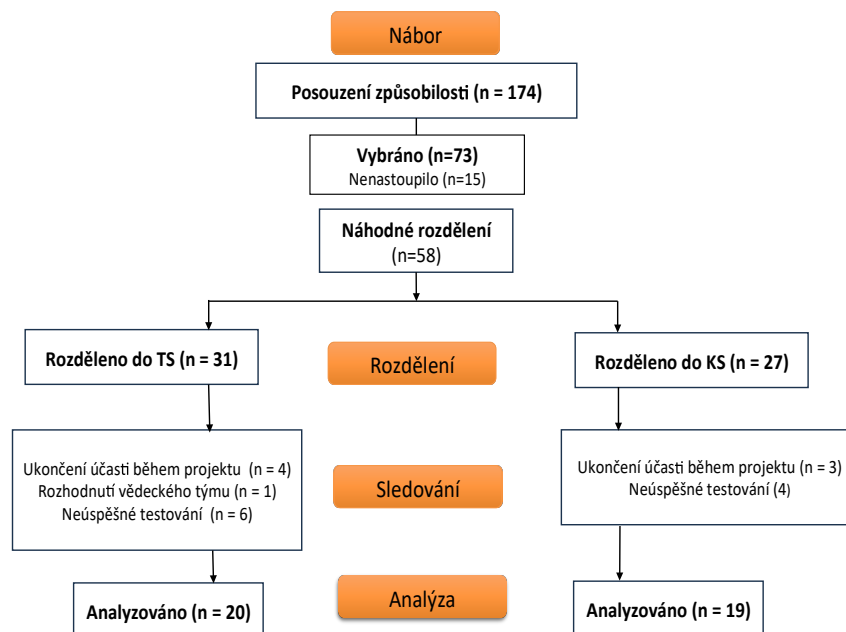 Nábor
Posouzení způsobilosti (n = 174)
Vybráno (n=73)
Nenastoupilo (n=15)
Náhodné rozdělení
(n=58)
Rozděleno do TS (n = 31)
Rozdělení
Rozděleno do KS (n = 27)
Ukončení účasti během projektu (n = 4)
Rozhodnutí vědeckého týmu (n = 1)
Neúspěšné testování (n = 6)
Sledování
Ukončení účasti během projektu (n = 3)
Neúspěšné testování (4)
Analyzováno (n = 20)
Analýza
Analyzováno (n = 19)